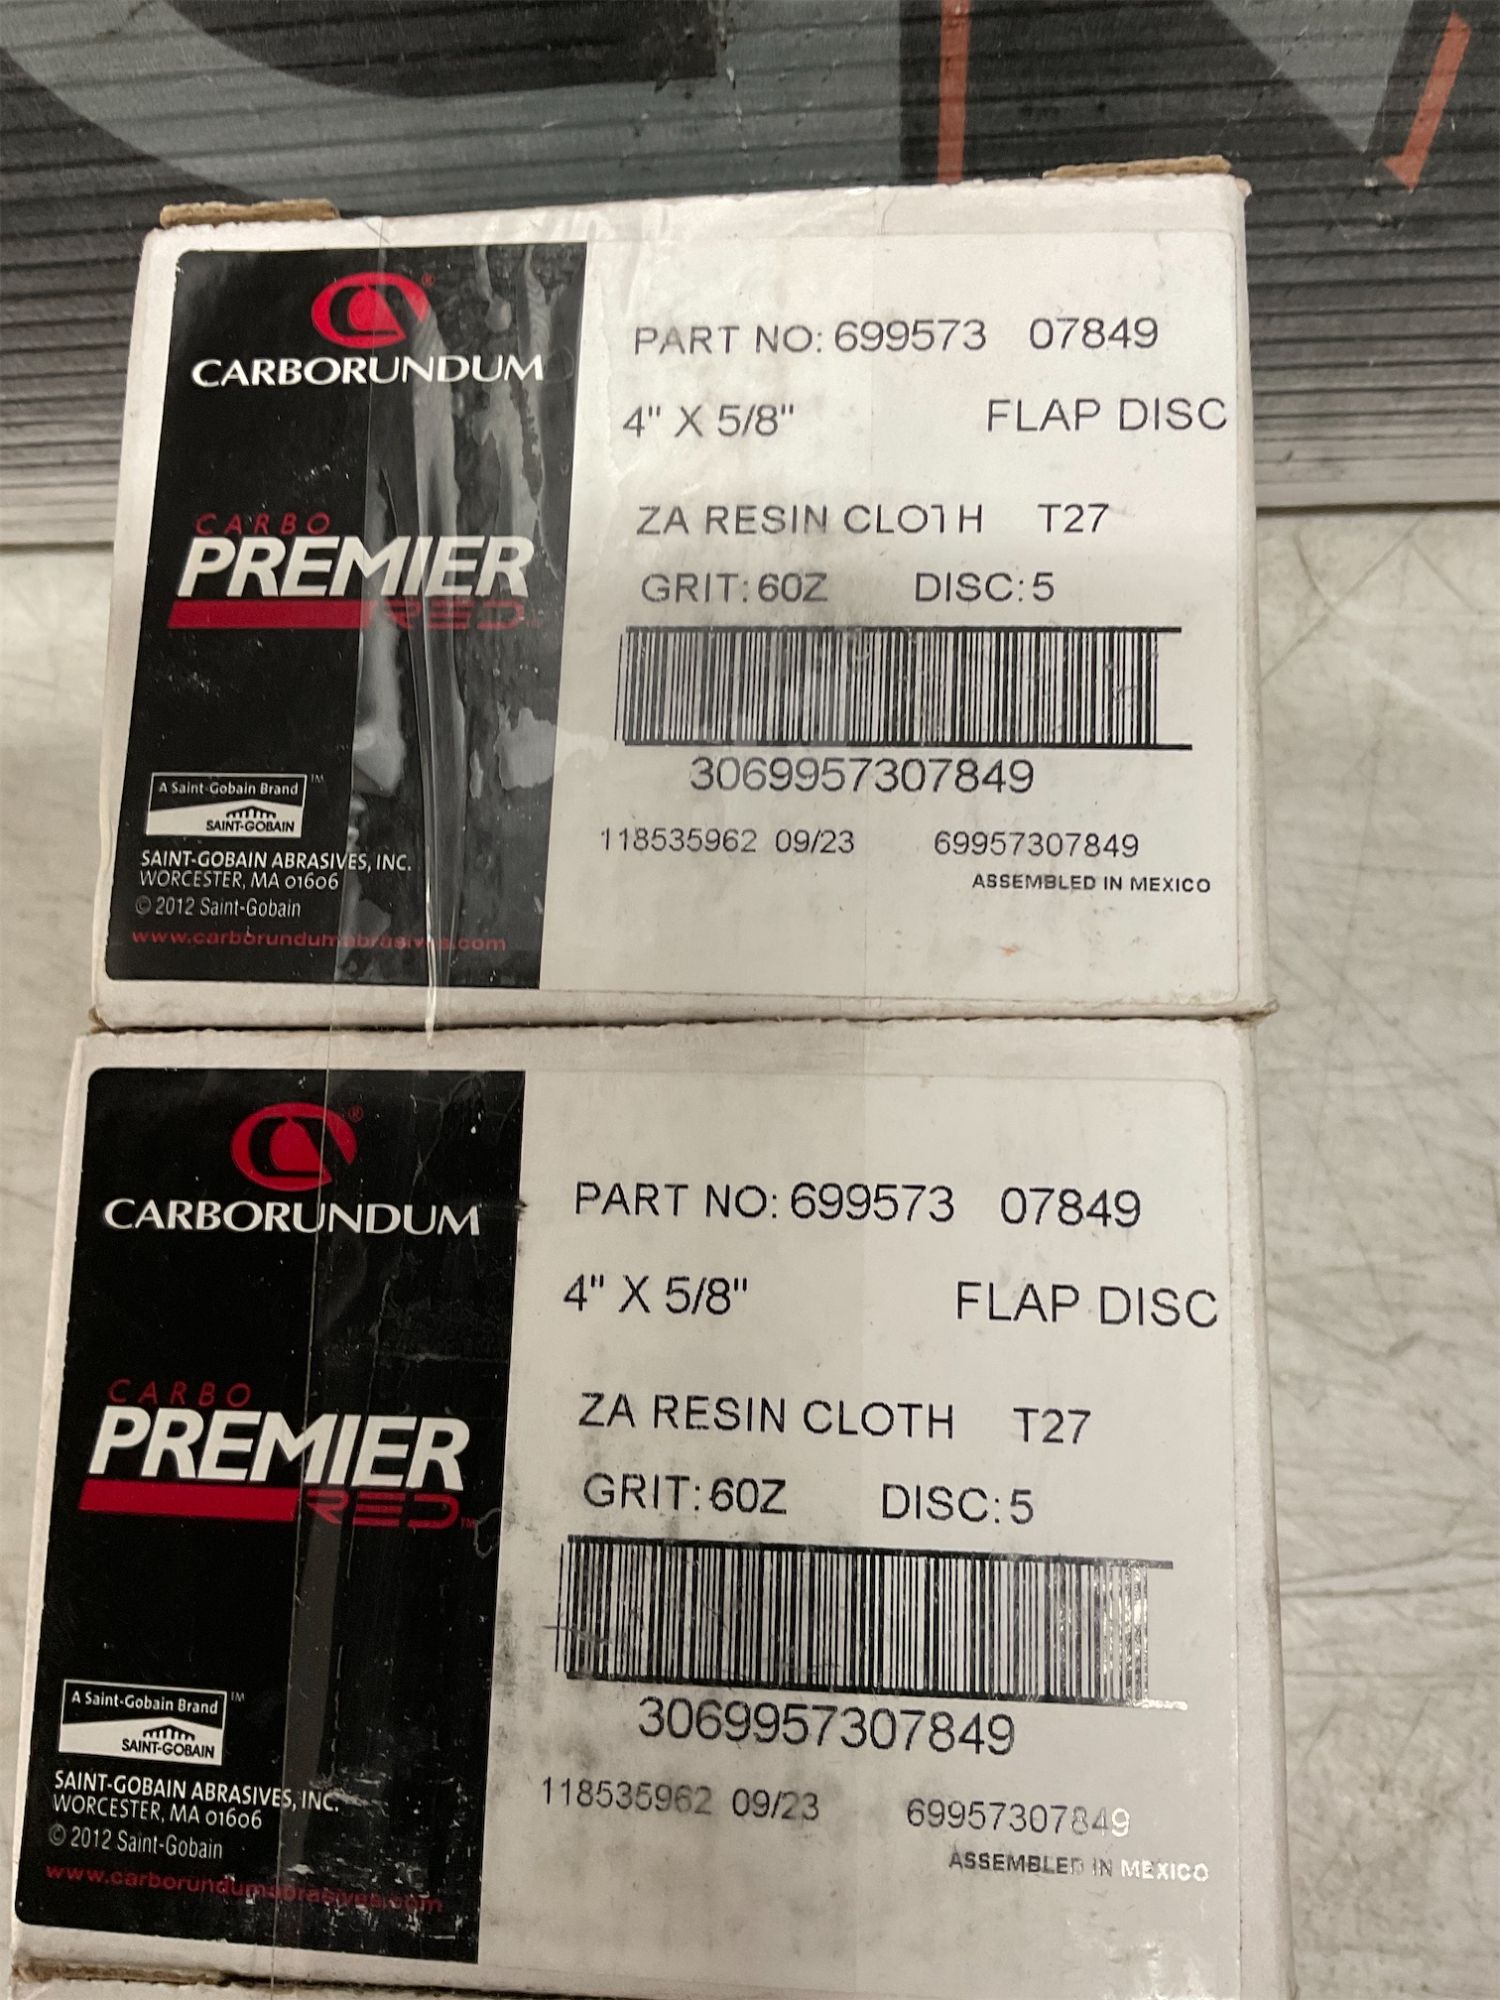 CARBORUNDUM®
CARBO
PREMIER
RED™
A Saint-Gobain Brand™
SAINT-GOBAIN
SAINT-GOBAIN ABRASIVES, INC.
WORCESTER, MA 01606
© 2012 Saint-Gobain
www.carborundumabrasives.com
PART NO: 699573 07849
4" X 5/8" FLAP DISC
ZA RESIN CLOTH T27
GRIT: 60Z DISC: 5
3069957307849
118535962 09/23 69957307849
ASSEMBLED IN MEXICO
CARBORUNDUM®
CARBO
PREMIER
RED™
A Saint-Gobain Brand™
SAINT-GOBAIN
SAINT-GOBAIN ABRASIVES, INC.
WORCESTER, MA 01606
© 2012 Saint-Gobain
www.carborundumabrasives.com
PART NO: 699573 07849
4" X 5/8" FLAP DISC
ZA RESIN CLOTH T27
GRIT: 60Z DISC: 5
3069957307849
118535962 09/23 69957307849
ASSEMBLED IN MEXICO